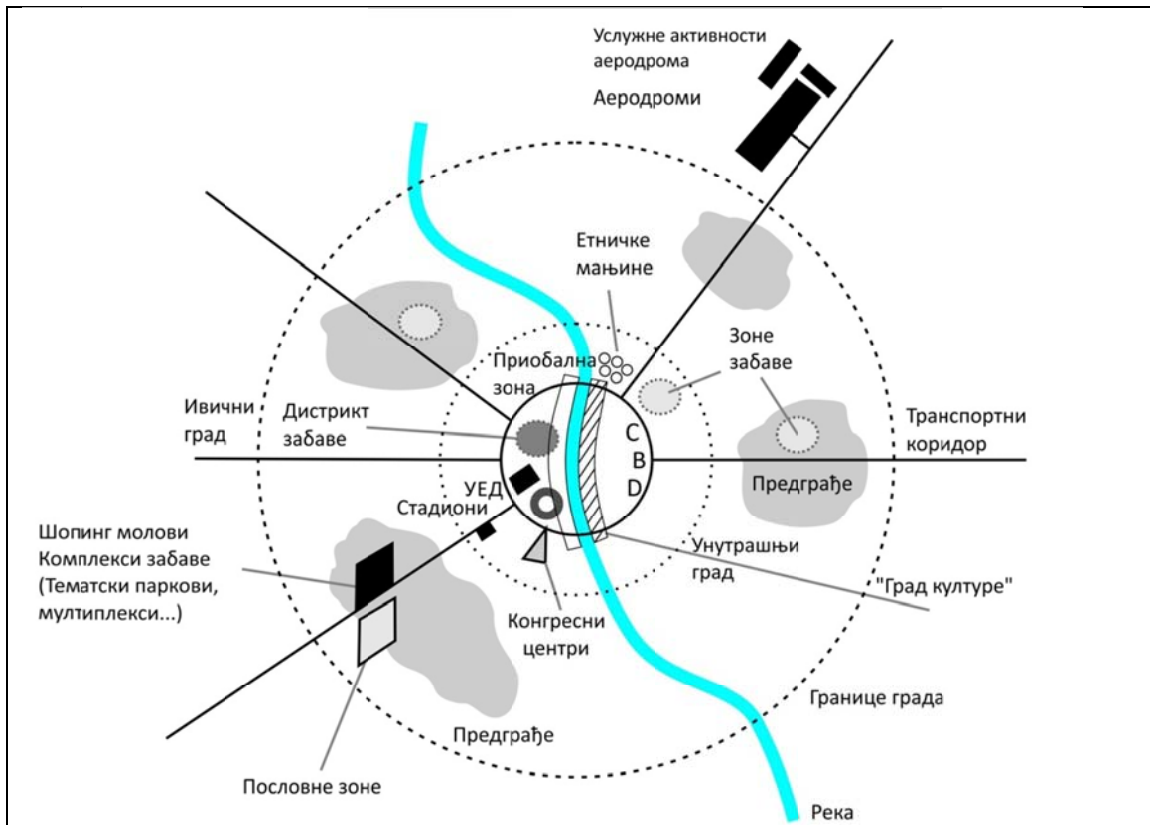 Услужне активности
аеродрома
Аеродроми
Етничке
мањине
Приобална
зона
Зоне
забаве
Ивични
град
Дистрикт
забаве
C
B
D
Транспортни
коридор
Предграђе
УЕД
Стадиони
Шопинг молови
Комплекси забаве
(Тематски паркови,
мултиплекси...)
Унутрашњи
град
"Град културе"
Конгресни
центри
Границе града
Предграђе
Пословне зоне
Река